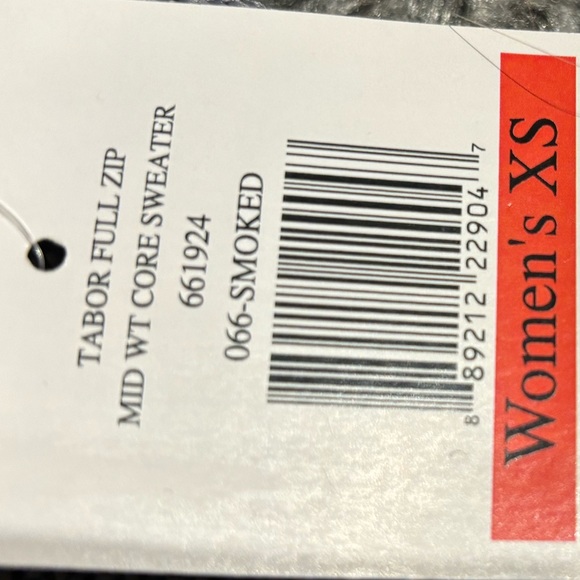 TABOR FULL ZIP
MID WT CORE SWEATER
661924
066-SMOKED
8 89212 22904 7
Women's XS